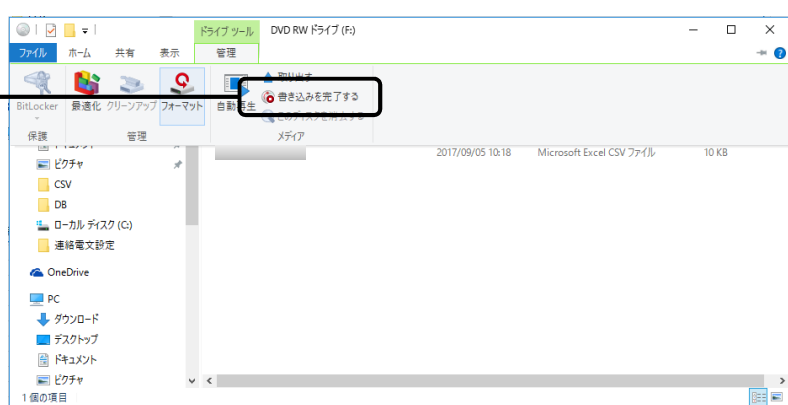 ドライブ ツール DVD RW ドライブ (F:)
ファイル ホーム 共有 表示 管理
取り出す
書き込みを完了する
BitLocker 最適化 クリーンアップ フォーマット 自動再生
このディスクを消去する
保護 管理 メディア
ドキュメント
2017/09/05 10:18 Microsoft Excel CSV ファイル 10 KB
ピクチャ
CSV
DB
ローカル ディスク (C:)
連絡電文設定
OneDrive
PC
ダウンロード
デスクトップ
ドキュメント
ピクチャ
1 個の項目